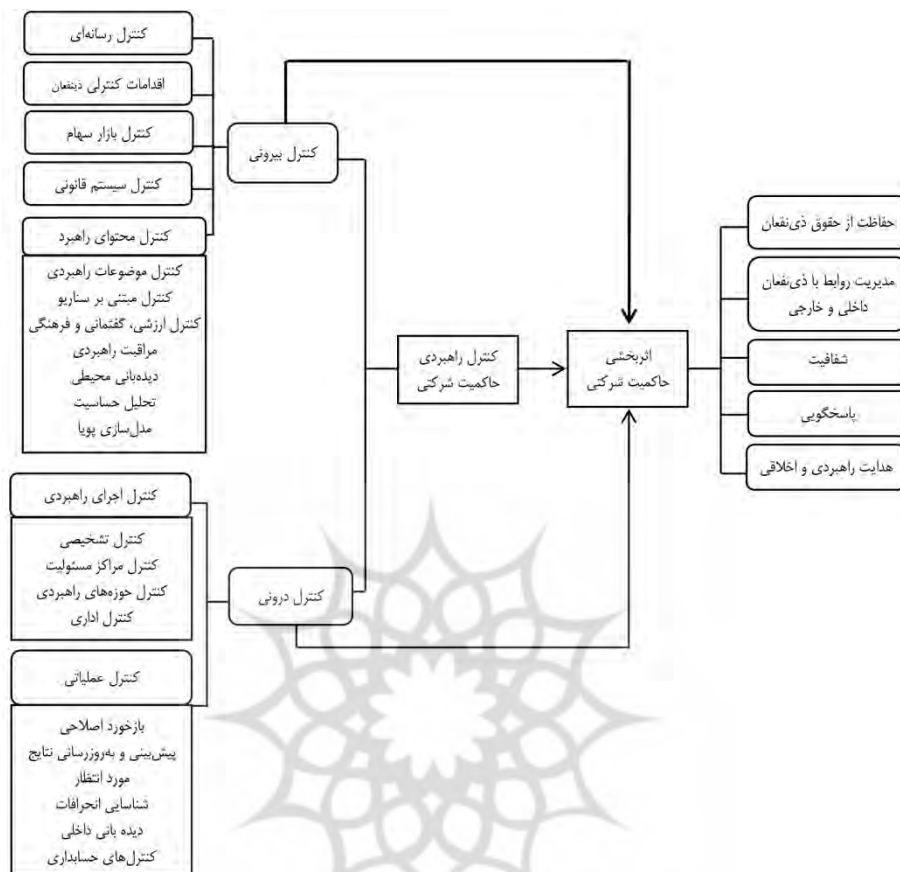 کنترل رسانه‌ای
اقدامات کنترلی ذینفعان
کنترل بازار سهام
کنترل سیستم قانونی
کنترل محتوای راهبرد
کنترل موضوعات راهبردی
کنترل مبتنی بر سناریو
کنترل ارزشی، گفتمانی و فرهنگی
مراقبت راهبردی
دیده‌بانی محیطی
تحلیل حساسیت
مدل‌سازی پویا
کنترل بیرونی
کنترل اجرای راهبردی
کنترل تشخیصی
کنترل مراکز مسئولیت
کنترل حوزه‌های راهبردی
کنترل اداری
کنترل عملیاتی
بازخورد اصلاحی
پیش‌بینی و به‌روزرسانی نتایج
مورد انتظار
شناسایی انحرافات
دیده بانی داخلی
کنترل‌های حسابداری
کنترل درونی
کنترل راهبردی
حاکمیت شرکتی
اثربخشی
حاکمیت شرکتی
حفاظت از حقوق ذی‌نفعان
مدیریت روابط با ذی‌نفعان
داخلی و خارجی
شفافیت
پاسخگویی
هدایت راهبردی و اخلاقی